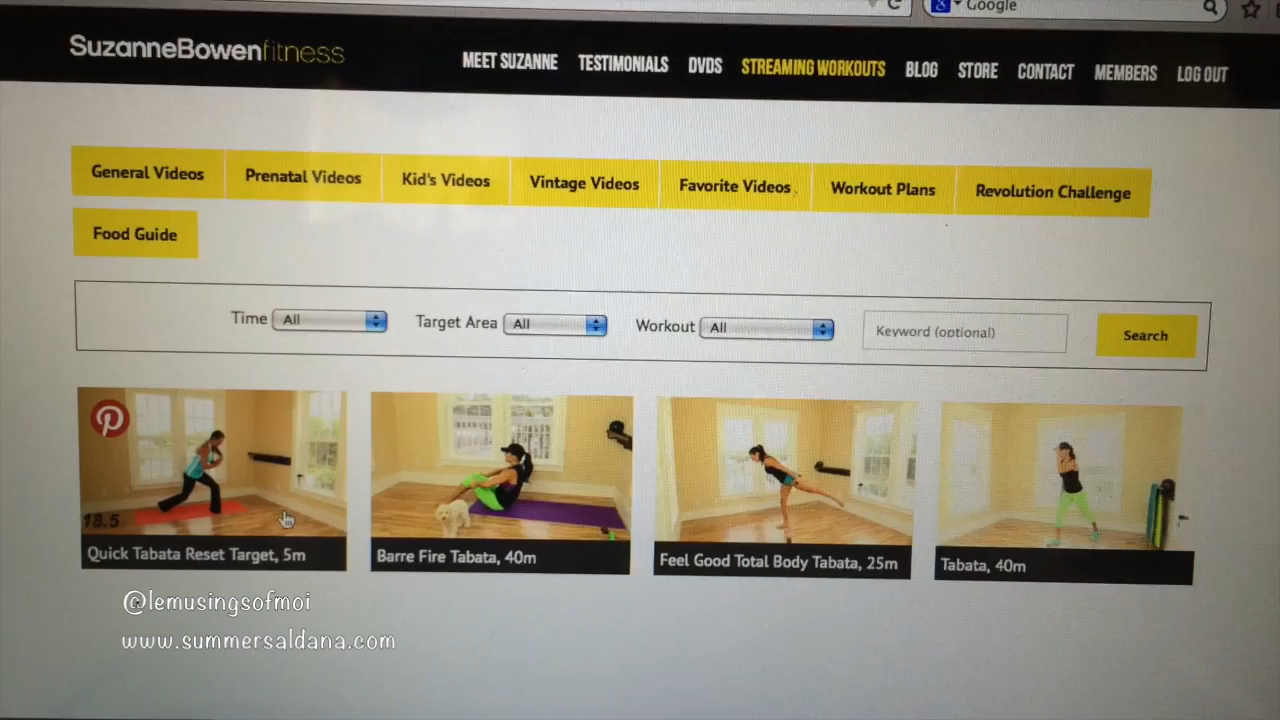 Google
SuzanneBowenfitness
MEET SUZANNE TESTIMONIALS DVDS STREAMING WORKOUTS BLOG STORE CONTACT MEMBERS LOG OUT
General Videos Prenatal Videos Kid's Videos Vintage Videos Favorite Videos Workout Plans Revolution Challenge
Food Guide
Time All Target Area All Workout All Keyword (optional) Search
18.5
Quick Tabata Reset Target, 5m Barre Fire Tabata, 40m Feel Good Total Body Tabata, 25m Tabata, 40m
@lemusingsofmoi
www.summersaldana.com